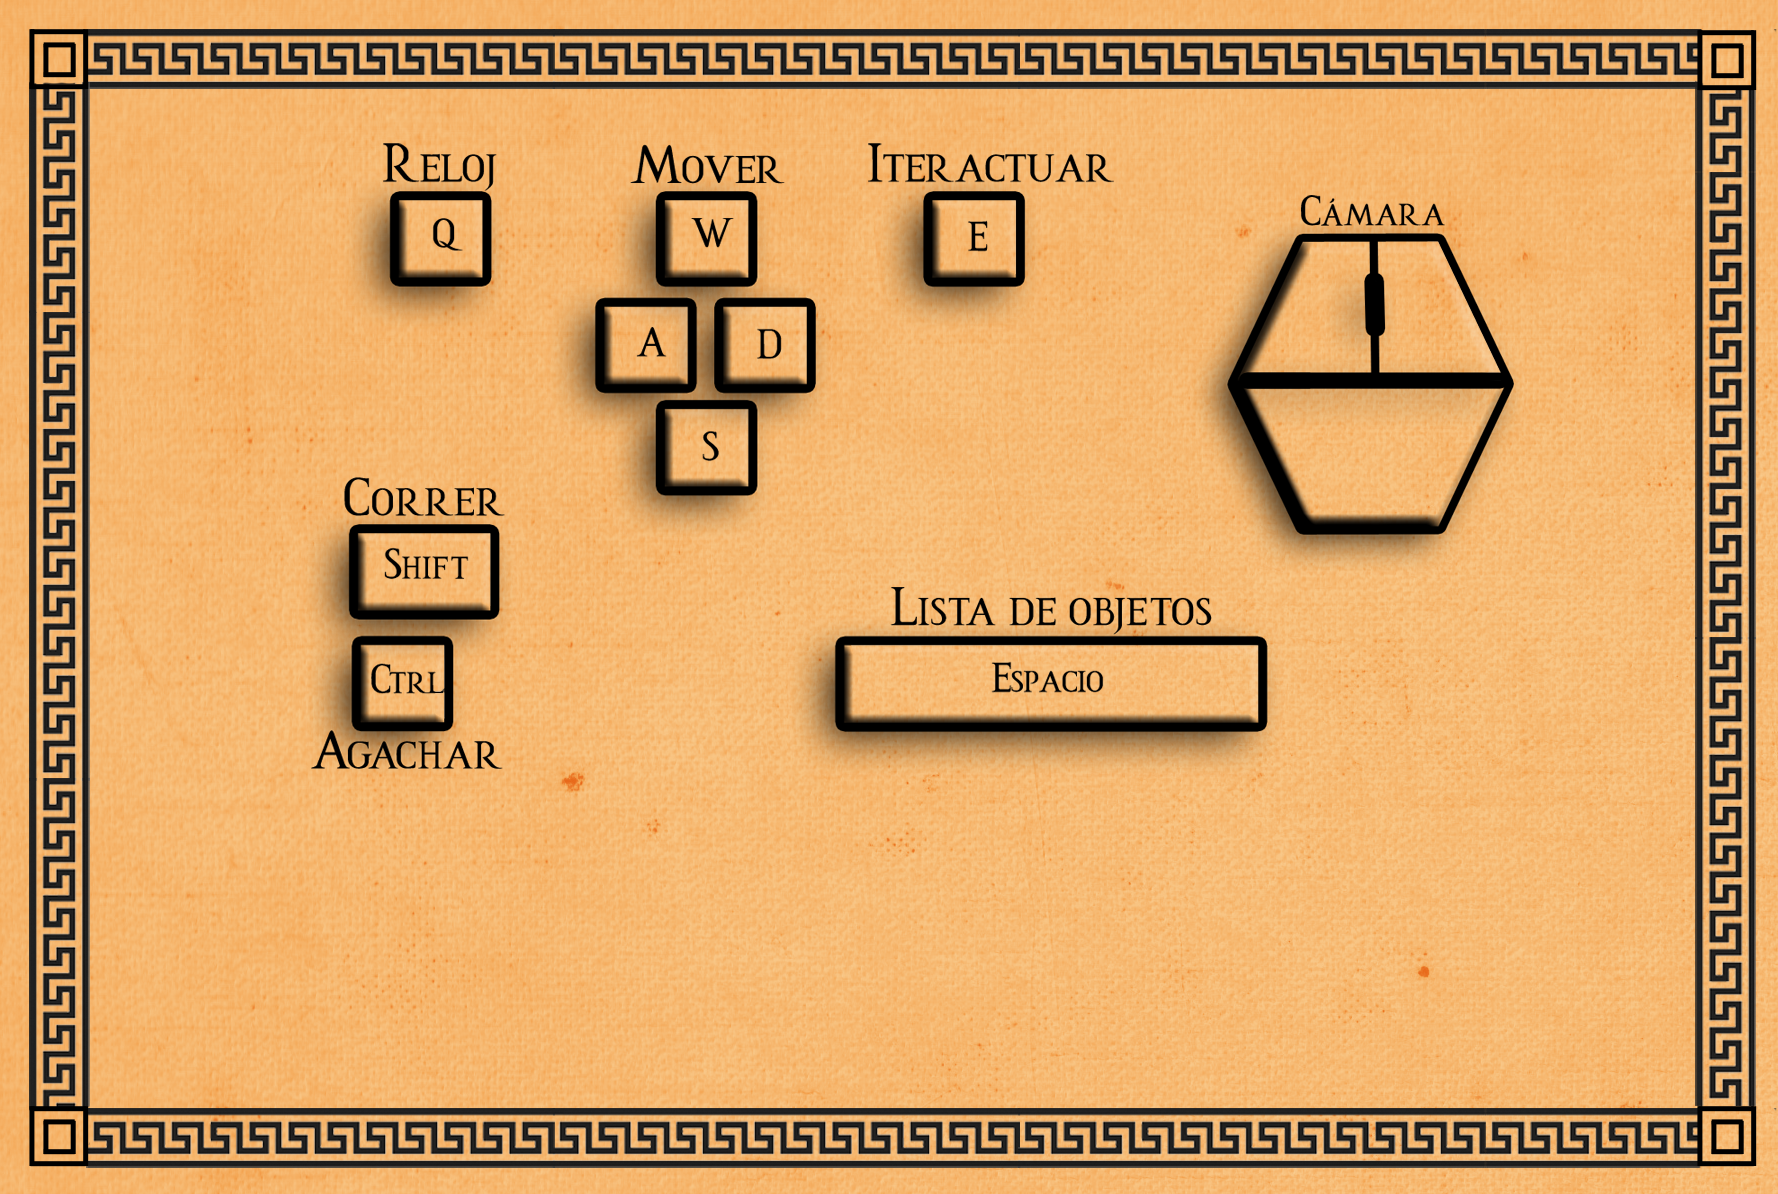 Reloj
Q
Mover
W
A
D
S
Iteractuar
E
Cámara
Correr
Shift
Ctrl
Agachar
Lista de objetos
Espacio